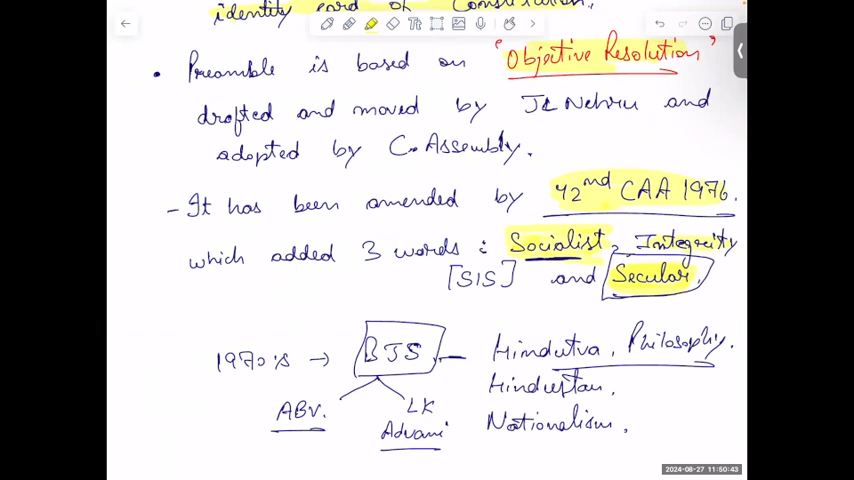 identity card of Constitution.
• Preamble is based on 'Objective Resolution'
drafted and moved by JL Nehru and
adopted by C. Assembly.
- It has been amended by 42nd CAA 1976.
which added 3 words : Socialist, Integrity
[SIS] and Secular.
1970's → BJS — Hindutva, Philosophy.
Hindustan.
ABV. LK Advani Nationalism.
2024-08-27 11:50:43